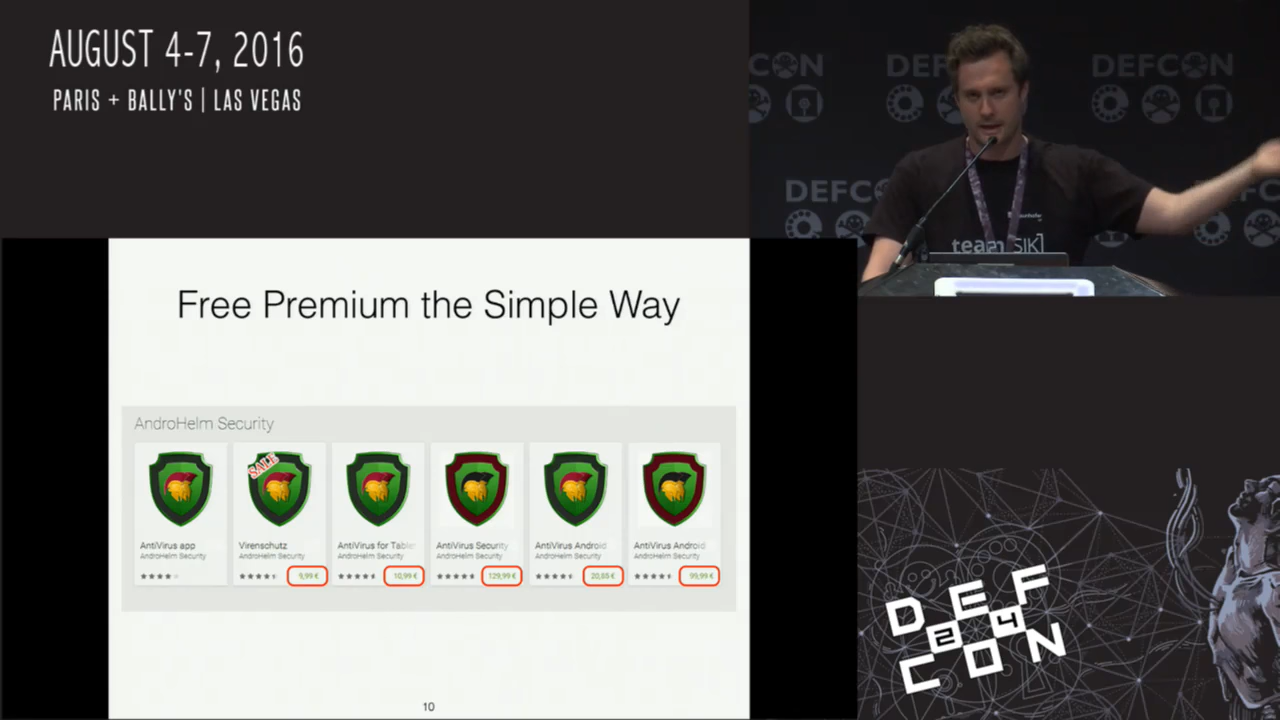 AUGUST 4-7, 2016
PARIS + BALLY'S | LAS VEGAS
DEFCON
DEFCON
DEFCON
team SIK
Free Premium the Simple Way
AndroHelm Security
AntiVirus app
AndroHelm Security
SALE
Virenschutz
AndroHelm Security
9,99 €
AntiVirus for Table
AndroHelm Security
10,99 €
AntiVirus Security
AndroHelm Security
129,99 €
AntiVirus Android
AndroHelm Security
20,85 €
AntiVirus Android
AndroHelm Security
99,99 €
10
DEF
24
CON